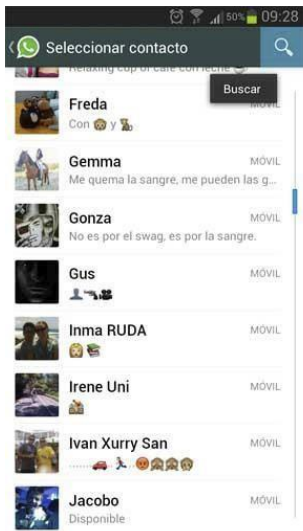 50% 09:28
Seleccionar contacto
Relaxing cup of café con leche
Buscar
Freda MÓVIL
Con y
Gemma MÓVIL
Me quema la sangre, me pueden las g...
Gonza MÓVIL
No es por el swag, es por la sangre.
Gus MÓVIL
Inma RUDA MÓVIL
Irene Uni MÓVIL
Ivan Xurry San MÓVIL
Jacobo MÓVIL
Disponible